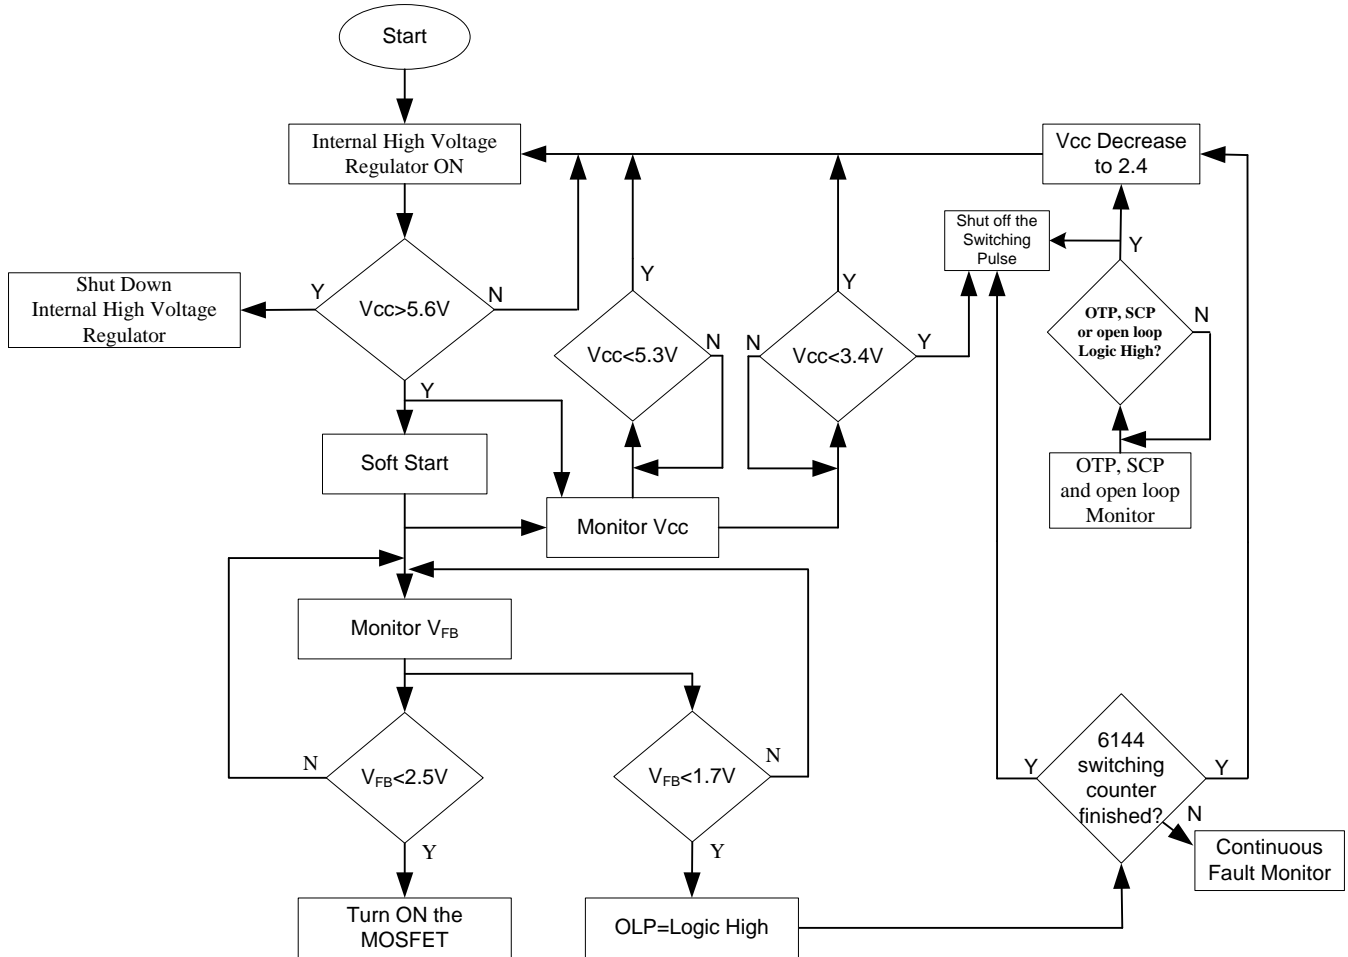 Start
Internal High Voltage
Regulator ON
Vcc Decrease
to 2.4
Shut off the
Switching
Pulse
Y
Shut Down
Internal High Voltage
Regulator
Y
Vcc>5.6V
N
Y
Y
Vcc<5.3V
N
Y
N
Vcc<3.4V
Y
OTP, SCP
or open loop
Logic High?
N
Soft Start
Monitor Vcc
OTP, SCP
and open loop
Monitor
Monitor VFB
N
VFB<2.5V
Y
VFB<1.7V
N
Y
Y
6144
switching
counter
finished?
Y
N
Continuous
Fault Monitor
Turn ON the
MOSFET
OLP=Logic High